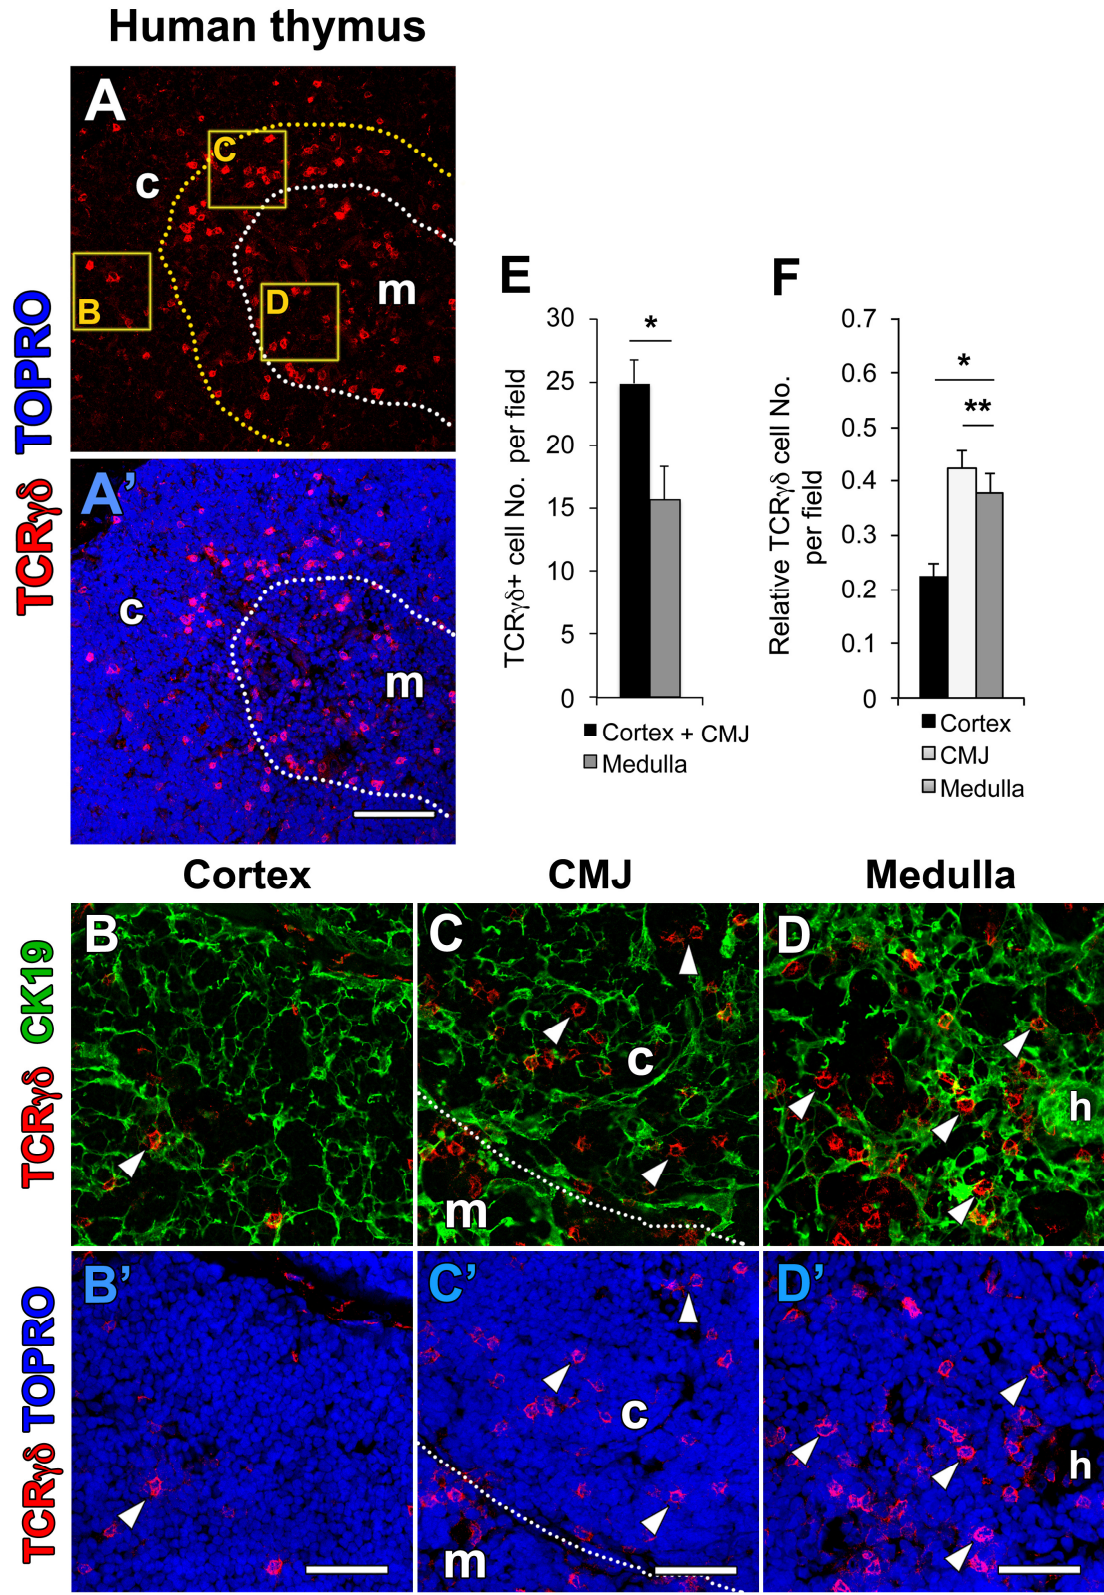 Human thymus
A
C
c
B
D
m
TCRγδ TOPRO
A’
c
m
E
TCRγδ+ cell No. per field
30
25
20
15
10
5
0
*
Cortex + CMJ
Medulla
F
Relative TCRγδ cell No.
per field
0.7
0.6
0.5
0.4
0.3
0.2
0.1
0
*
**
Cortex
CMJ
Medulla
Cortex
CMJ
Medulla
TCRγδ CK19
B
C
c
m
D
h
TCRγδ TOPRO
B’
C’
c
m
D’
h